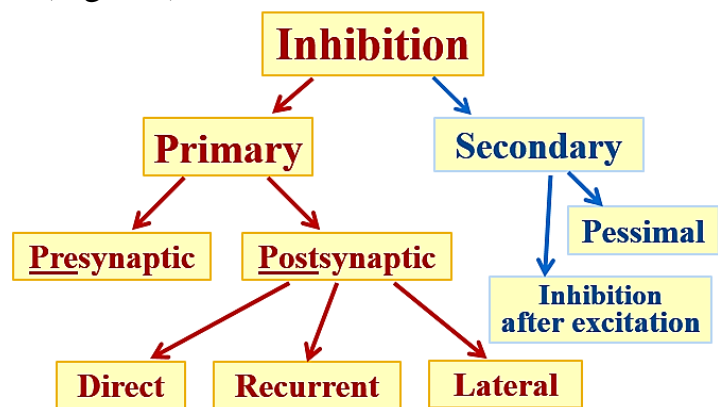 Inhibition
Primary
Secondary
Presynaptic
Postsynaptic
Pessimal
Inhibition
after excitation
Direct
Recurrent
Lateral